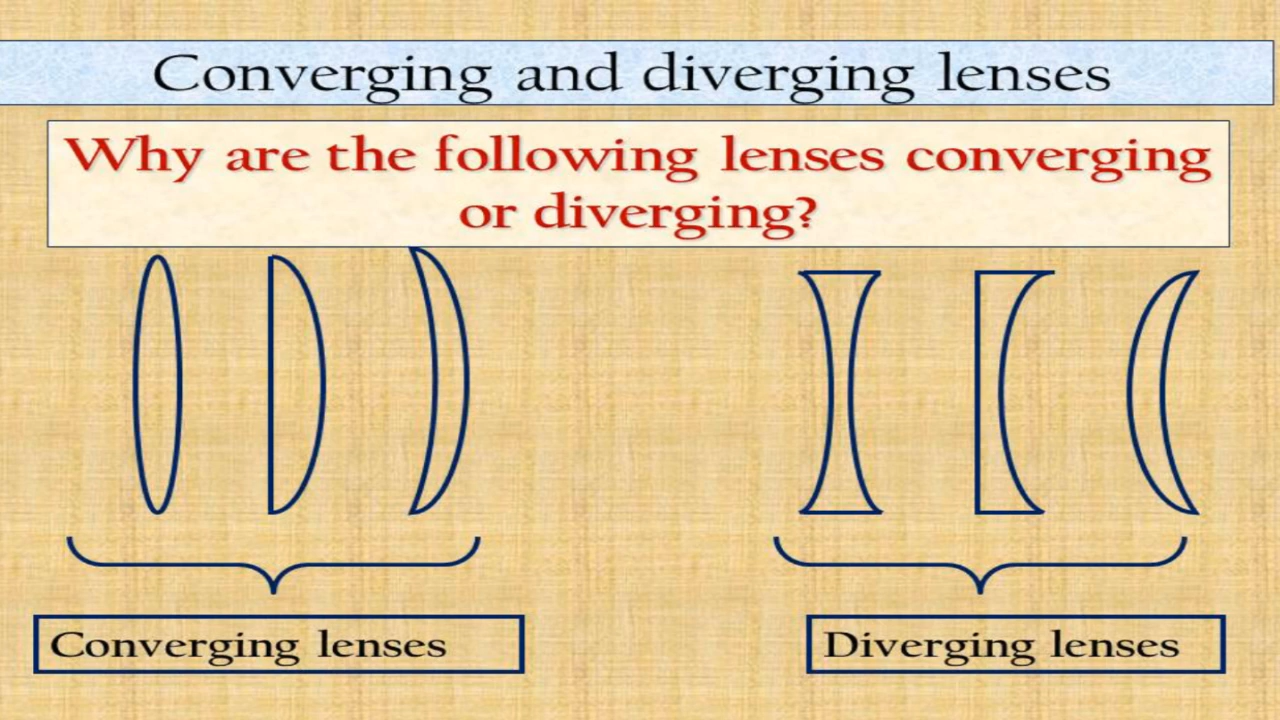 Converging and diverging lenses
Why are the following lenses converging
or diverging?
Converging lenses
Diverging lenses